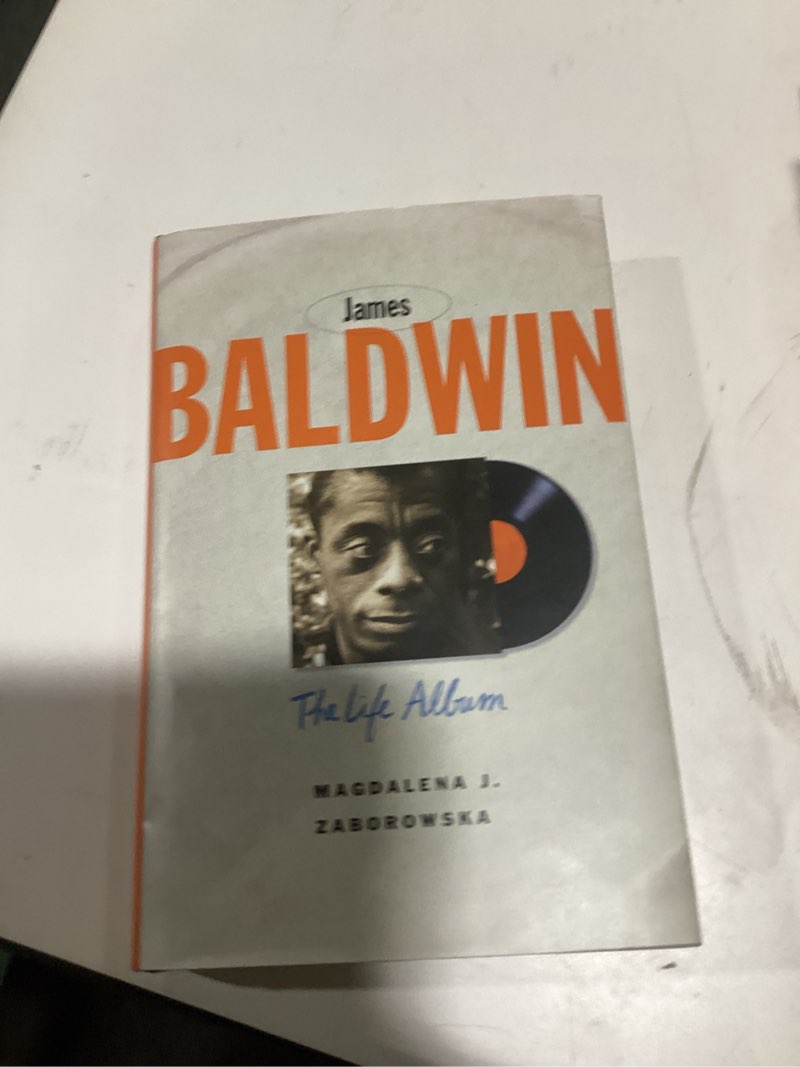 James
BALDWIN
The Life Album
MAGDALENA J.
ZABOROWSKA